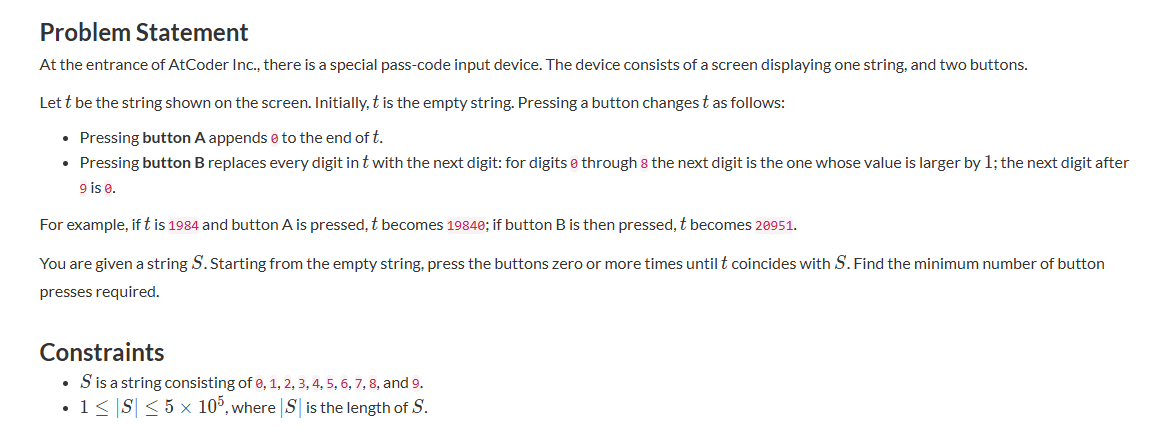 Problem Statement
At the entrance of AtCoder Inc., there is a special pass-code input device. The device consists of a screen displaying one string, and two buttons.
Let t be the string shown on the screen. Initially, t is the empty string. Pressing a button changes t as follows:
• Pressing button A appends 0 to the end of t.
• Pressing button B replaces every digit in t with the next digit: for digits 0 through 8 the next digit is the one whose value is larger by 1; the next digit after
9 is 0.
For example, if t is 1984 and button A is pressed, t becomes 19840; if button B is then pressed, t becomes 20951.
You are given a string S. Starting from the empty string, press the buttons zero or more times until t coincides with S. Find the minimum number of button
presses required.
Constraints
• S is a string consisting of 0, 1, 2, 3, 4, 5, 6, 7, 8, and 9.
• 1 ≤ |S| ≤ 5 × 10⁵, where |S| is the length of S.